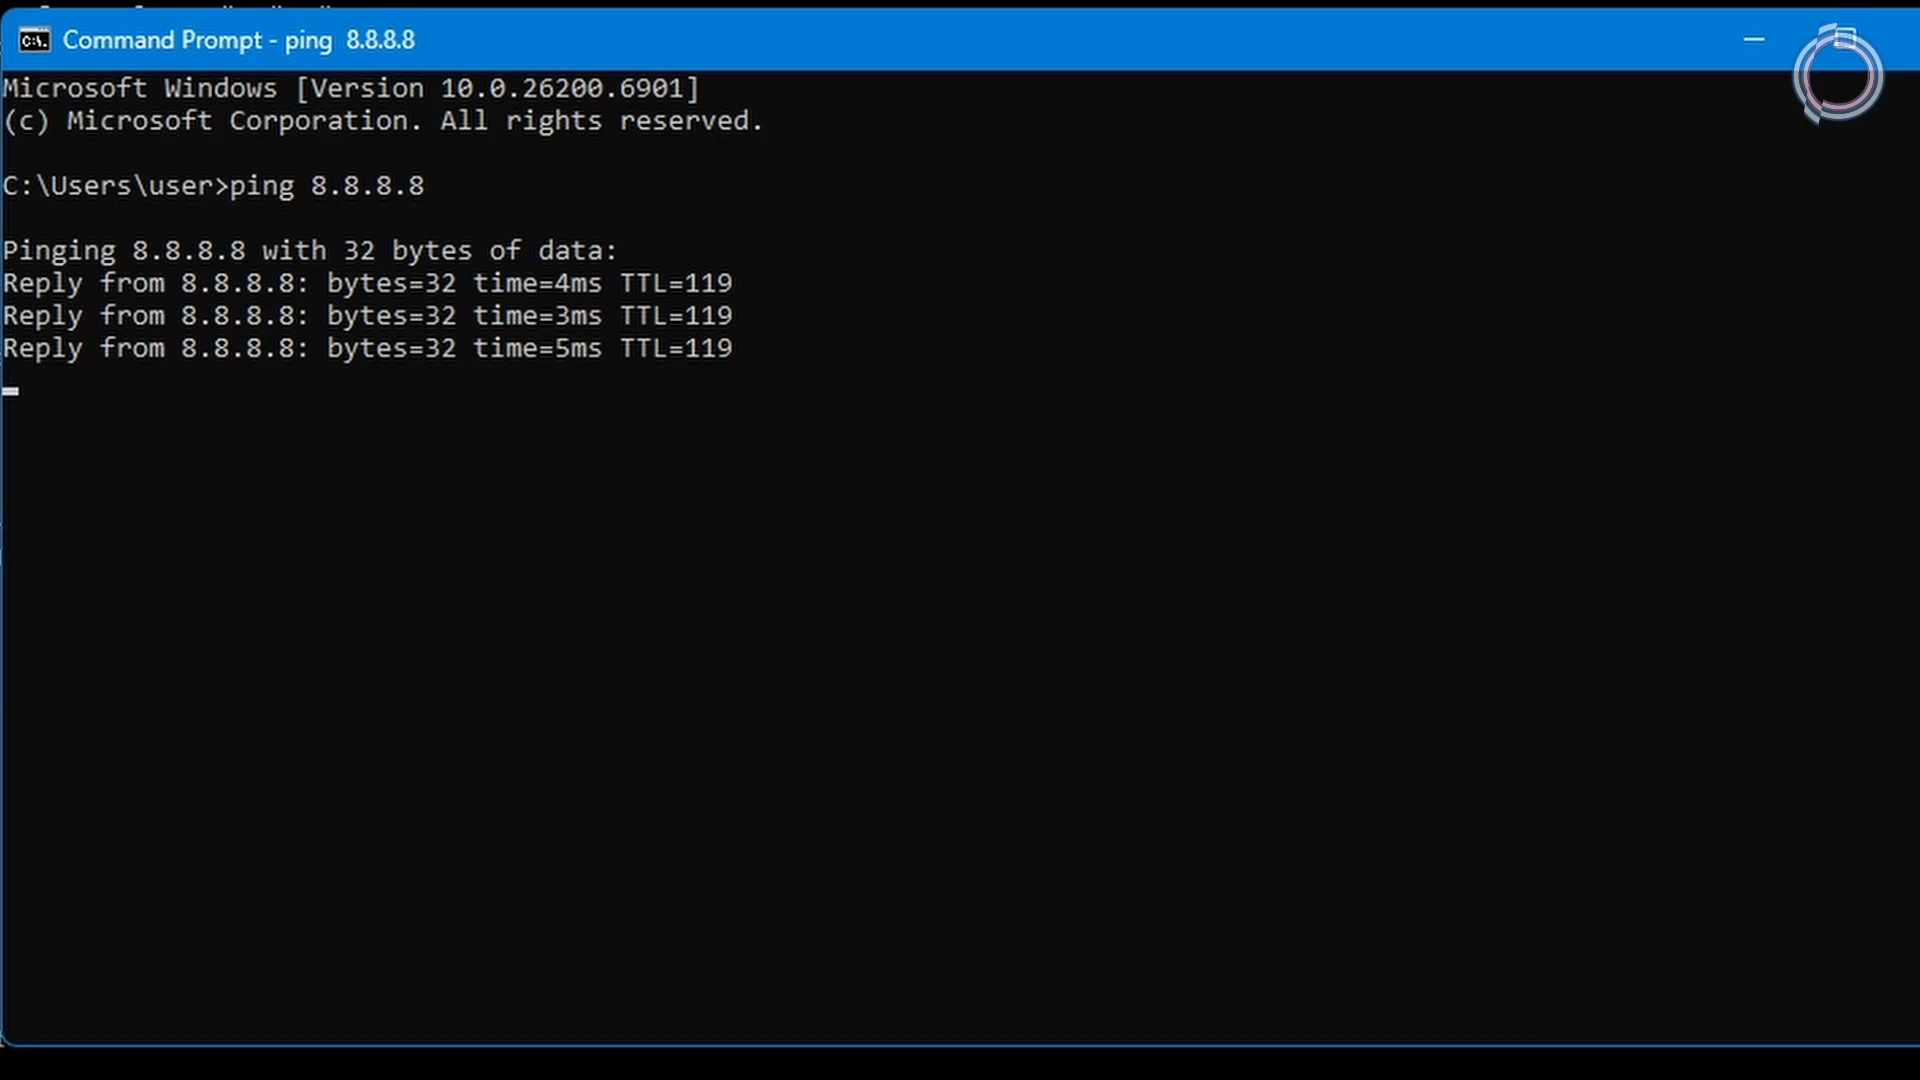 Command Prompt - ping 8.8.8.8
Microsoft Windows [Version 10.0.26200.6901]
(c) Microsoft Corporation. All rights reserved.
C:\Users\user>ping 8.8.8.8
Pinging 8.8.8.8 with 32 bytes of data:
Reply from 8.8.8.8: bytes=32 time=4ms TTL=119
Reply from 8.8.8.8: bytes=32 time=3ms TTL=119
Reply from 8.8.8.8: bytes=32 time=5ms TTL=119